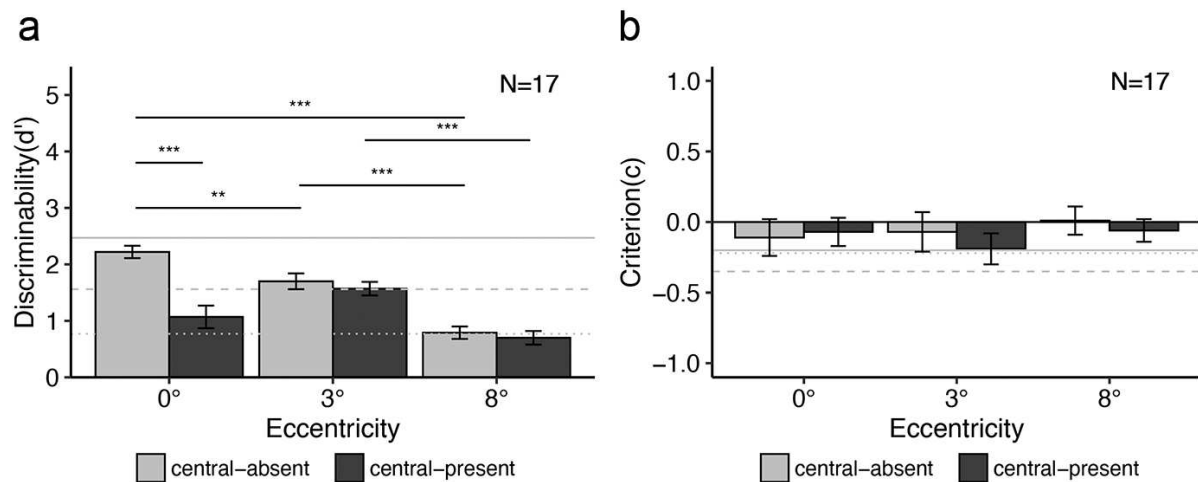 a
N=17
Discriminability(d')
5
4
3
2
1
0
***
***
***
**
***
0°
3°
8°
Eccentricity
central−absent
central−present
b
N=17
Criterion(c)
1.0
0.5
0.0
−0.5
−1.0
0°
3°
8°
Eccentricity
central−absent
central−present